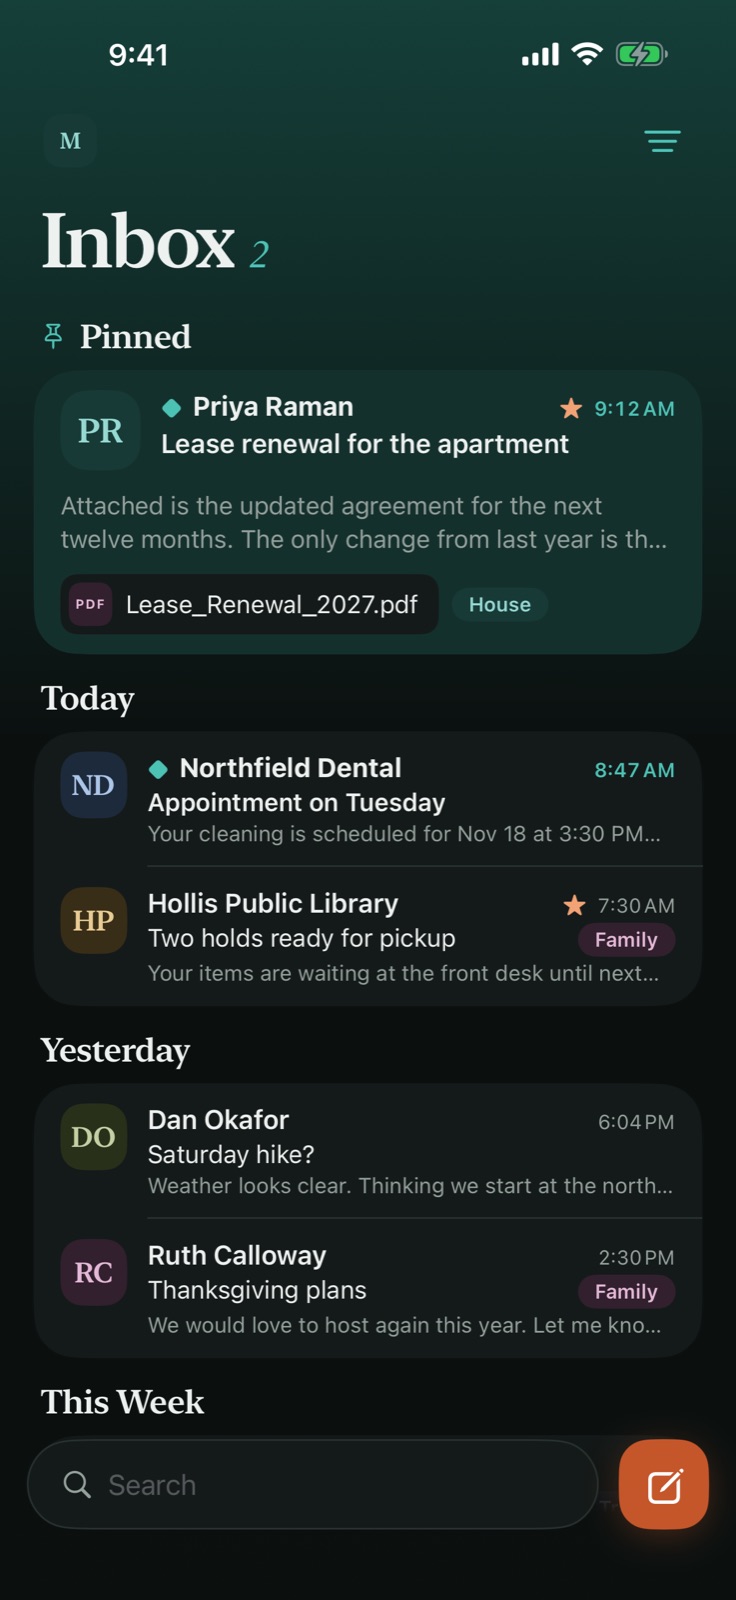 9:41
M
Inbox 2
Pinned
PR
Priya Raman
9:12 AM
Lease renewal for the apartment
Attached is the updated agreement for the next
twelve months. The only change from last year is th...
PDF
Lease_Renewal_2027.pdf
House
Today
ND
Northfield Dental
8:47 AM
Appointment on Tuesday
Your cleaning is scheduled for Nov 18 at 3:30 PM...
HP
Hollis Public Library
7:30 AM
Two holds ready for pickup
Family
Your items are waiting at the front desk until next...
Yesterday
DO
Dan Okafor
6:04 PM
Saturday hike?
Weather looks clear. Thinking we start at the north...
RC
Ruth Calloway
2:30 PM
Thanksgiving plans
Family
We would love to host again this year. Let me kno...
This Week
Search